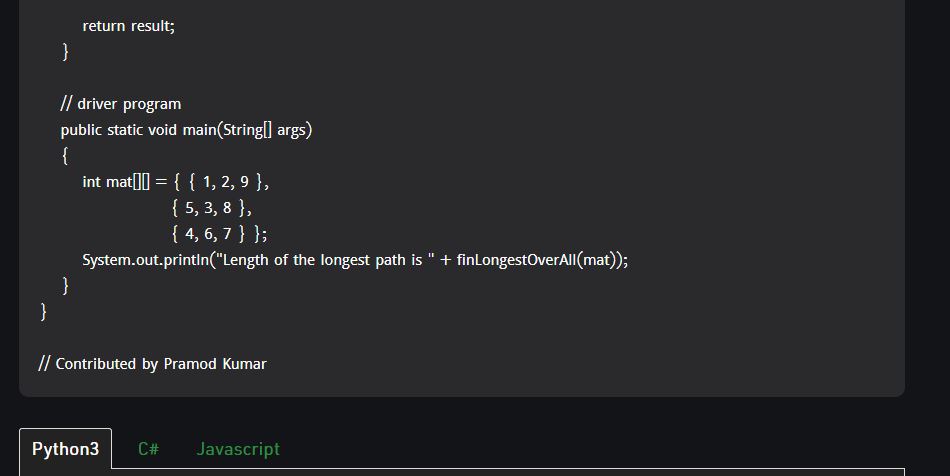 return result;
}
// driver program
public static void main(String[] args)
{
int mat[][] = { { 1, 2, 9 },
{ 5, 3, 8 },
{ 4, 6, 7 } };
System.out.println("Length of the longest path is " + finLongestOverAll(mat));
}
}
// Contributed by Pramod Kumar
Python3 C# Javascript